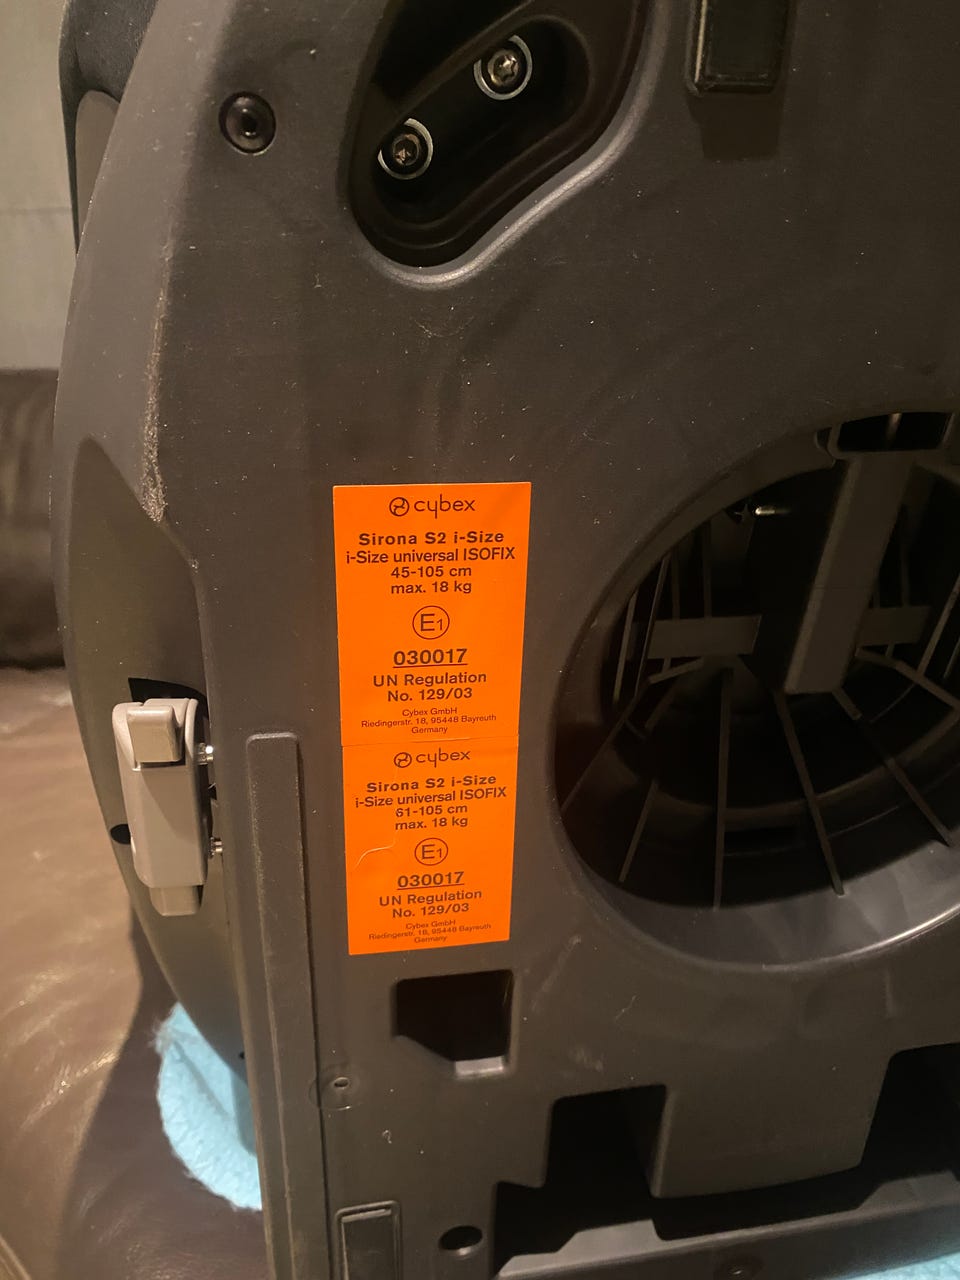 cybex
Sirona S2 i-Size
i-Size universal ISOFIX
45-105 cm
max. 18 kg
E1
030017
UN Regulation
No. 129/03
Cybex GmbH
Riedingerstr. 18, 95448 Bayreuth
Germany
cybex
Sirona S2 i-Size
i-Size universal ISOFIX
61-105 cm
max. 18 kg
E1
030017
UN Regulation
No. 129/03
Cybex GmbH
Riedingerstr. 18, 95448 Bayreuth
Germany